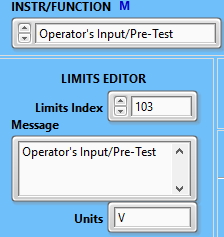 INSTR/FUNCTION M
Operator's Input/Pre-Test
LIMITS EDITOR
Limits Index 103
Message
Operator's Input/Pre-Test
Units V